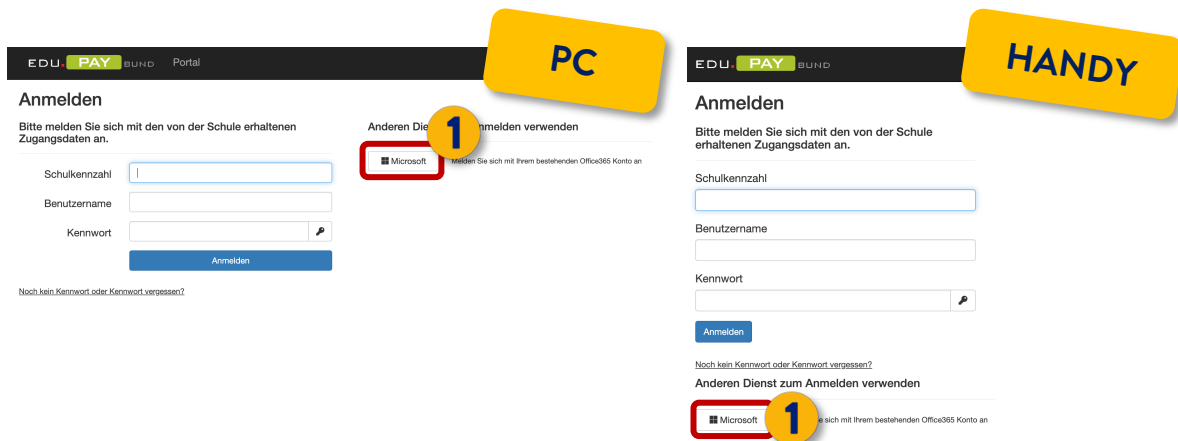 PC
EDU.PAY BUND Portal
Anmelden
Bitte melden Sie sich mit den von der Schule erhaltenen
Zugangsdaten an.
Schulkennzahl
Benutzername
Kennwort
Anmelden
Noch kein Kennwort oder Kennwort vergessen?
Anderen nmelden verwenden
1
Microsoft
Melden Sie sich mit Ihrem bestehenden Office365 Konto an
HANDY
EDU.PAY BUND
Anmelden
Bitte melden Sie sich mit den von der Schule
erhaltenen Zugangsdaten an.
Schulkennzahl
Benutzername
Kennwort
Anmelden
Noch kein Kennwort oder Kennwort vergessen?
Anderen Dienst zum Anmelden verwenden
Microsoft
1
sich mit Ihrem bestehenden Office365 Konto an